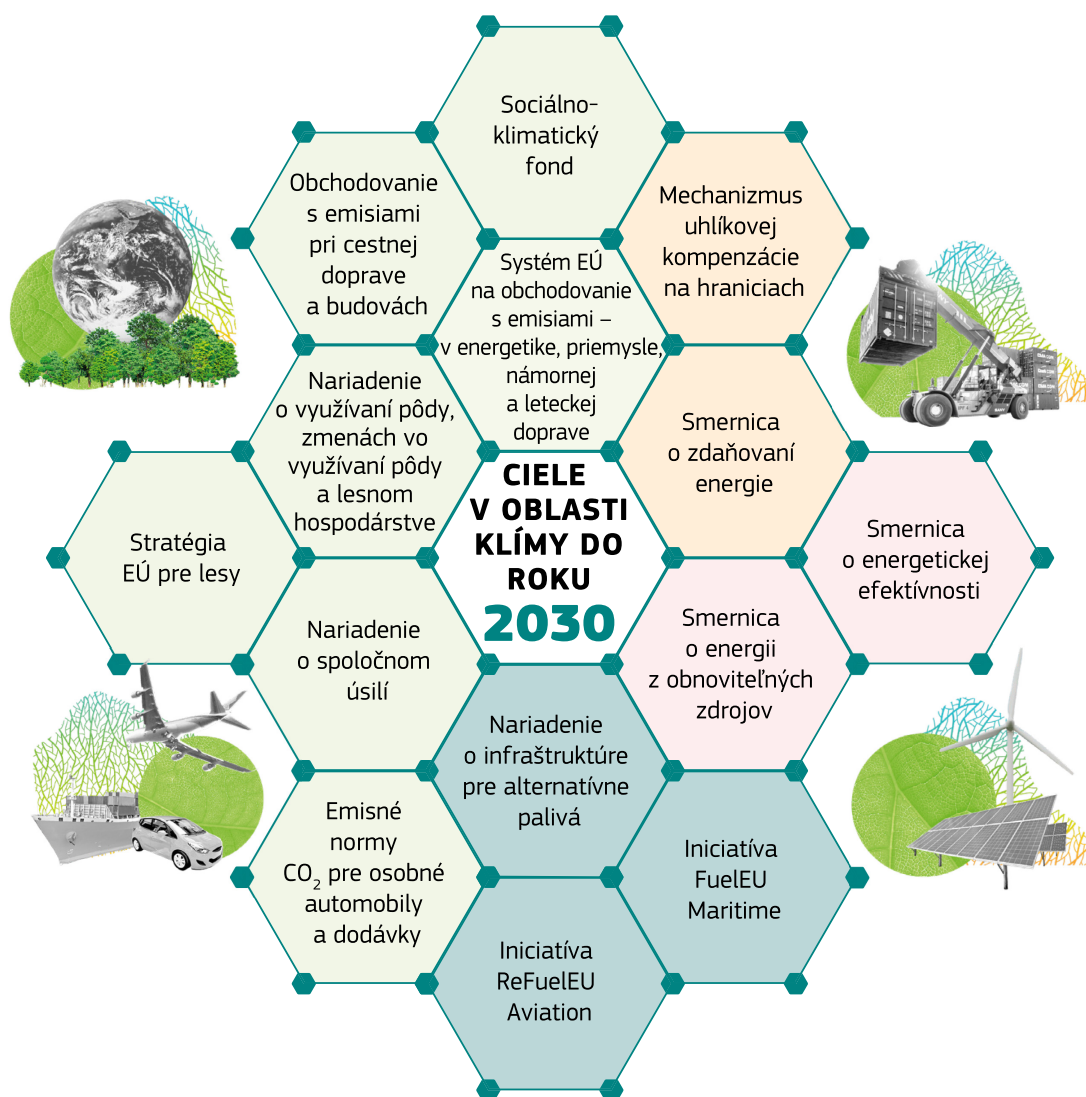 Sociálno-
klimatický
fond
Obchodovanie
s emisiami
pri cestnej
doprave
a budovách
Mechanizmus
uhlíkovej
kompenzácie
na hraniciach
Systém EÚ
na obchodovanie
s emisiami –
v energetike, priemysle,
námornej
a leteckej
doprave
Nariadenie
o využívaní pôdy,
zmenách vo
využívaní pôdy
a lesnom
hospodárstve
Smernica
o zdaňovaní
energie
CIELE
V OBLASTI
KLÍMY DO
ROKU
2030
Stratégia
EÚ pre lesy
Smernica
o energetickej
efektívnosti
Nariadenie
o spoločnom
úsilí
Smernica
o energii
z obnoviteľných
zdrojov
Nariadenie
o infraštruktúre
pre alternatívne
palivá
Emisné
normy
CO₂ pre osobné
automobily
a dodávky
Iniciatíva
FuelEU
Maritime
Iniciatíva
ReFuelEU
Aviation